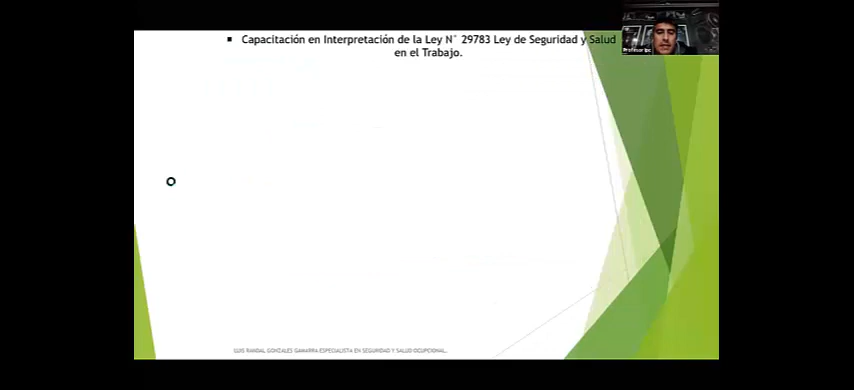 ▪ Capacitación en Interpretación de la Ley N° 29783 Ley de Seguridad y Salud
en el Trabajo.
LUIS RANDAL GONZALES GAMARRA ESPECIALISTA EN SEGURIDAD Y SALUD OCUPACIONAL.